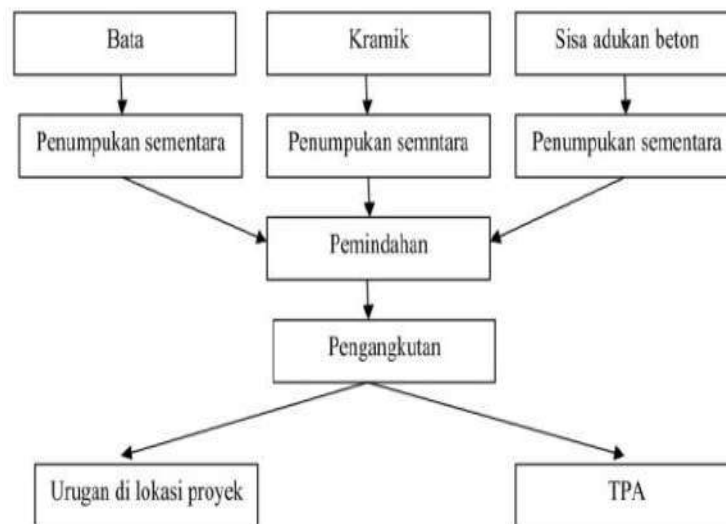 Bata
Kramik
Sisa adukan beton
Penumpukan sementara
Penumpukan semntara
Penumpukan sementara
Pemindahan
Pengangkutan
Urugan di lokasi proyek
TPA